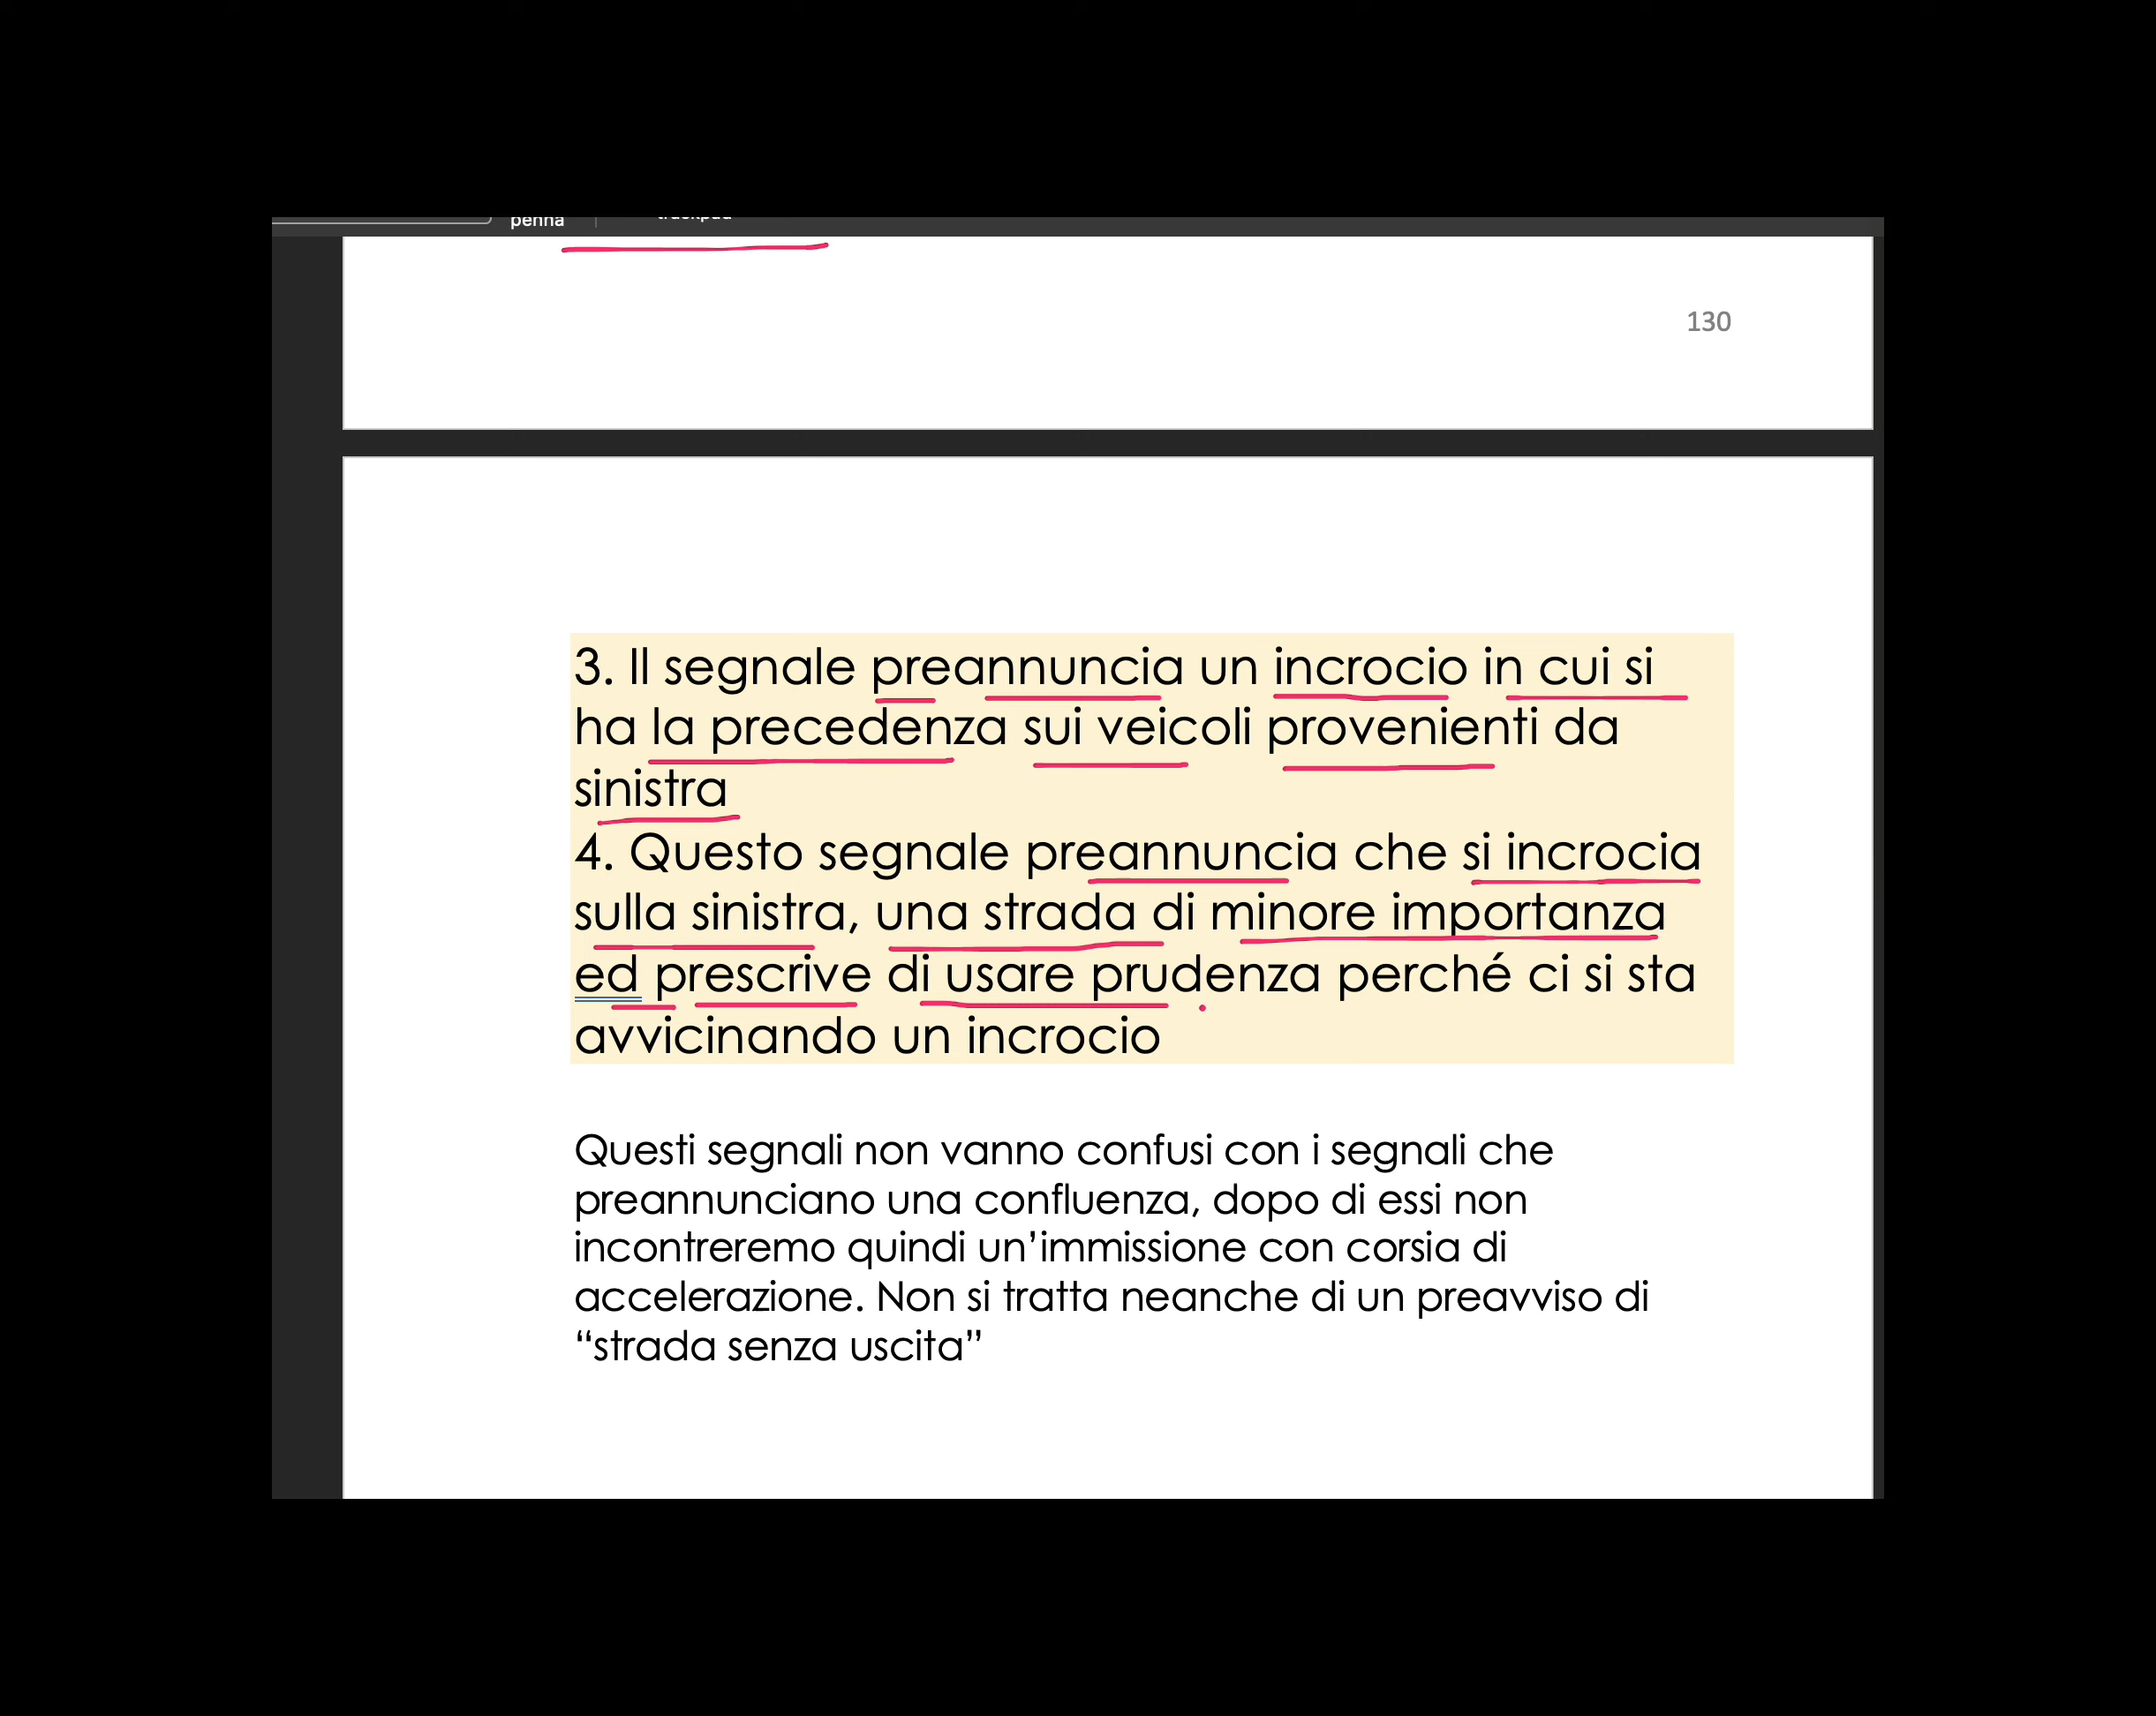 penna
130
3. Il segnale preannuncia un incrocio in cui si
ha la precedenza sui veicoli provenienti da
sinistra
4. Questo segnale preannuncia che si incrocia
sulla sinistra, una strada di minore importanza
ed prescrive di usare prudenza perché ci si sta
avvicinando un incrocio
Questi segnali non vanno confusi con i segnali che
preannunciano una confluenza, dopo di essi non
incontreremo quindi un’immissione con corsia di
accelerazione. Non si tratta neanche di un preavviso di
“strada senza uscita”